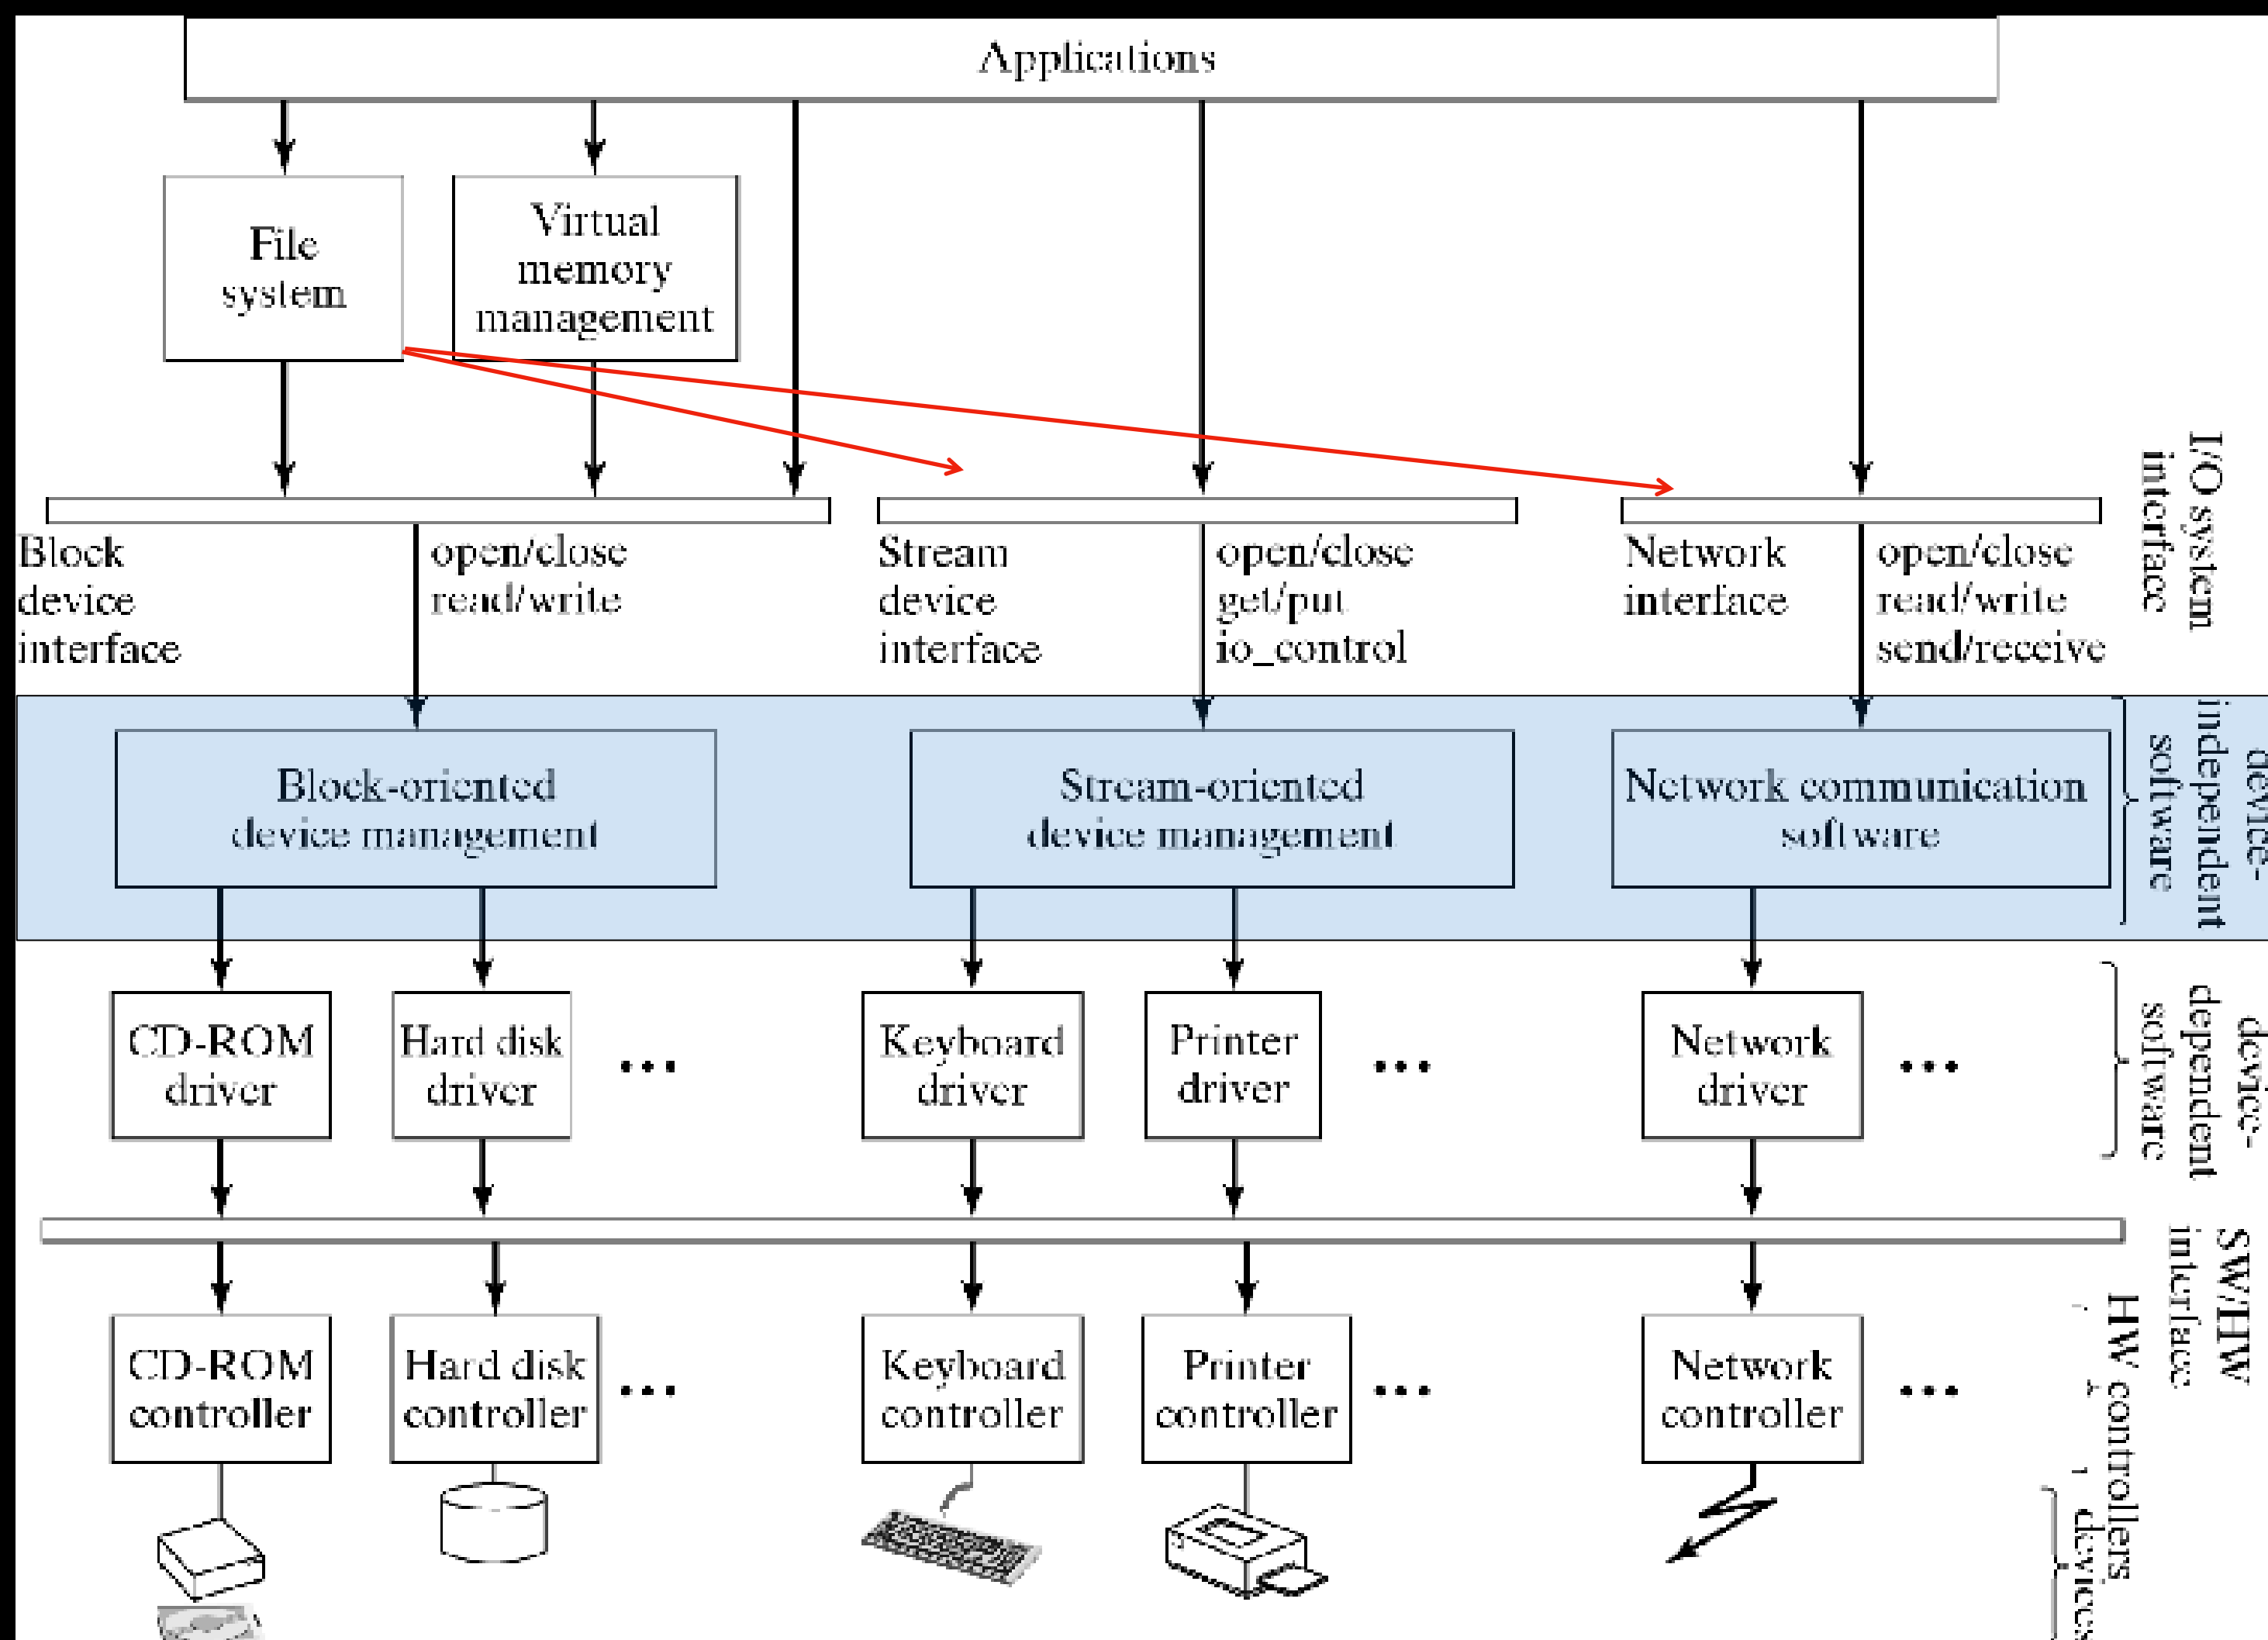 Applications
File
system
Virtual
memory
management
I/O system
interface
Block
device
interface
open/close
read/write
Stream
device
interface
open/close
get/put
io_control
Network
interface
open/close
read/write
send/receive
Block-oriented
device management
Stream-oriented
device management
Network communication
software
device-
independent
software
CD-ROM
driver
Hard disk
driver
...
Keyboard
driver
Printer
driver
...
Network
driver
...
device-
dependent
software
SW/HW
interface
CD-ROM
controller
Hard disk
controller
...
Keyboard
controller
Printer
controller
...
Network
controller
...
HW controllers
devices